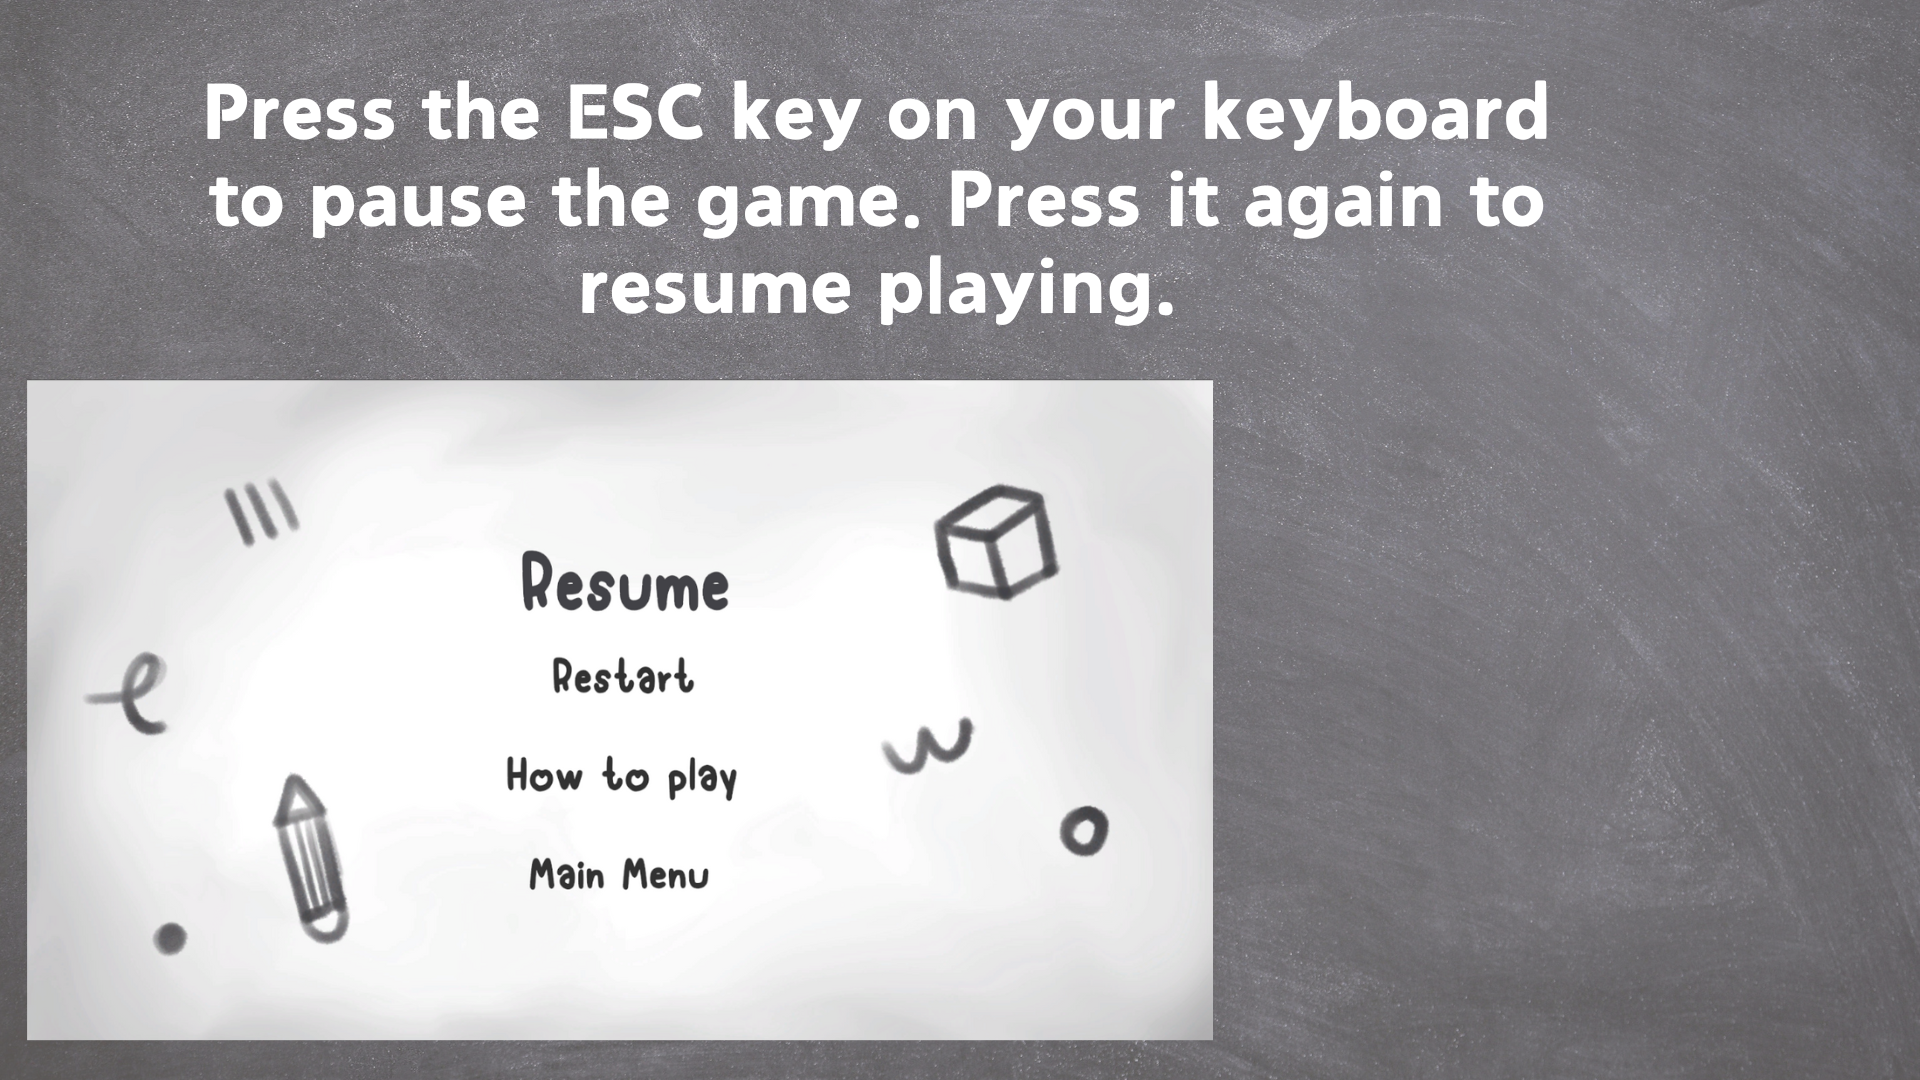 Press the ESC key on your keyboard
to pause the game. Press it again to
resume playing.
Resume
Restart
How to play
Main Menu